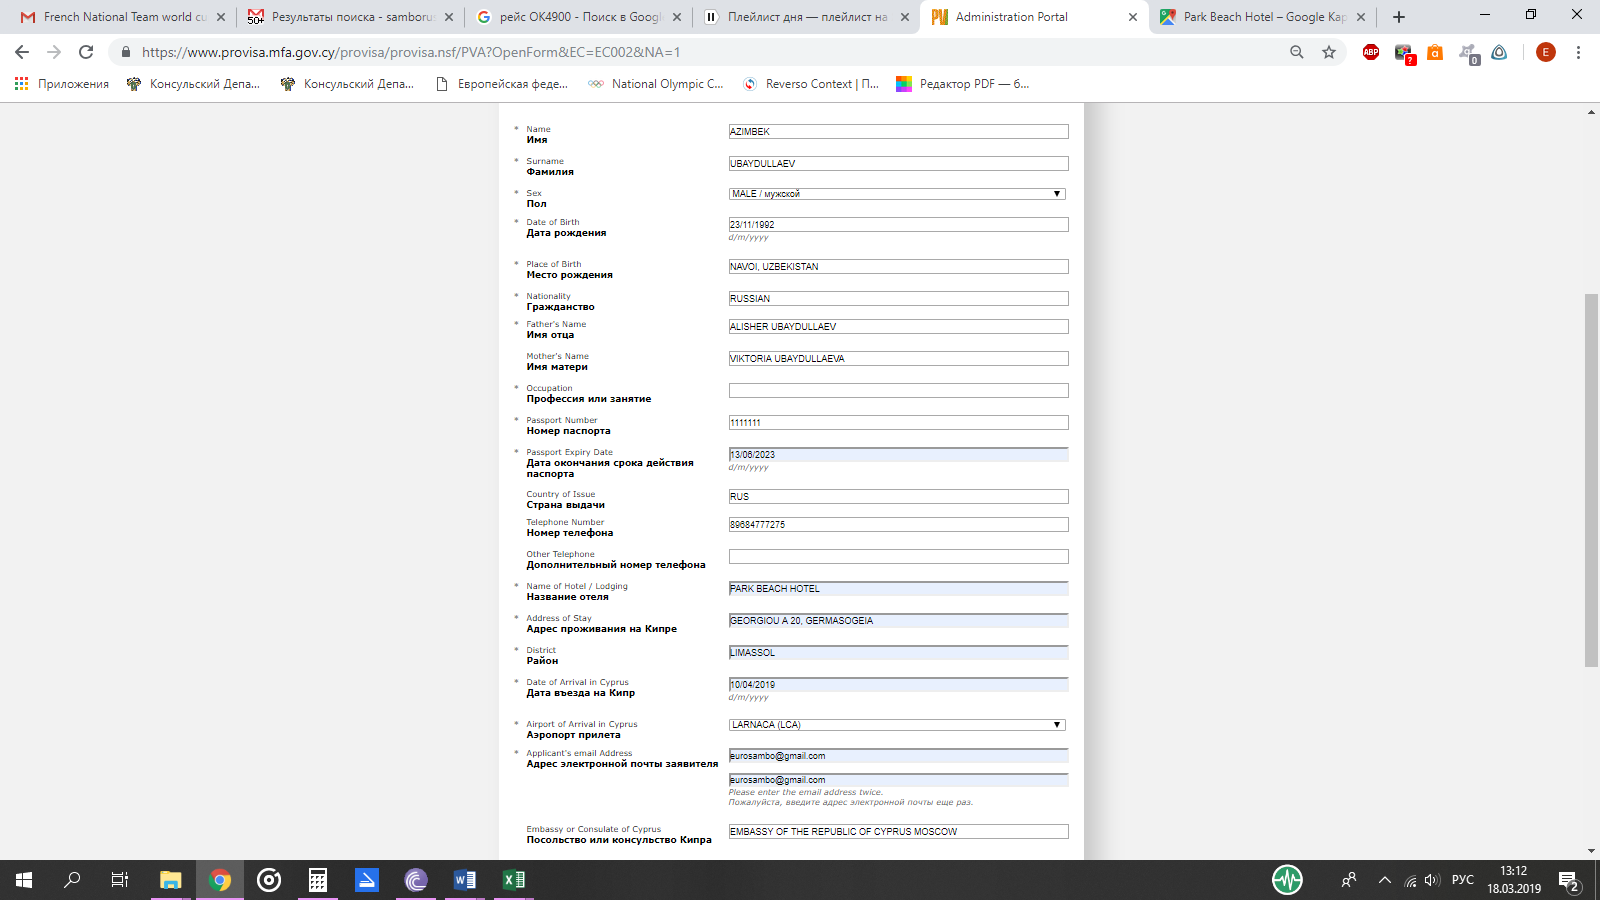 French National Team world cu
Результаты поиска - samborus
рейс OK4900 - Поиск в Googl
Плейлист дня — плейлист на
Administration Portal
Park Beach Hotel – Google Кар
https://www.provisa.mfa.gov.cy/provisa/provisa.nsf/PVA?OpenForm&EC=EC002&NA=1
Приложения
Консульский Депа...
Консульский Депа...
Европейская феде...
National Olympic C...
Reverso Context | П...
Редактор PDF — б...
* Name
Имя
AZIMBEK
* Surname
Фамилия
UBAYDULLAEV
* Sex
Пол
MALE / мужской
* Date of Birth
Дата рождения
23/11/1992
d/m/yyyy
* Place of Birth
Место рождения
NAVOI, UZBEKISTAN
* Nationality
Гражданство
RUSSIAN
* Father's Name
Имя отца
ALISHER UBAYDULLAEV
Mother's Name
Имя матери
VIKTORIA UBAYDULLAEVA
* Occupation
Профессия или занятие
* Passport Number
Номер паспорта
1111111
* Passport Expiry Date
Дата окончания срока действия
паспорта
13/06/2023
d/m/yyyy
Country of Issue
Страна выдачи
RUS
Telephone Number
Номер телефона
89684777275
Other Telephone
Дополнительный номер телефона
* Name of Hotel / Lodging
Название отеля
PARK BEACH HOTEL
* Address of Stay
Адрес проживания на Кипре
GEORGIOU A 20, GERMASOGEIA
* District
Район
LIMASSOL
* Date of Arrival in Cyprus
Дата въезда на Кипр
10/04/2019
d/m/yyyy
* Airport of Arrival in Cyprus
Аэропорт прилета
LARNACA (LCA)
* Applicant's email Address
Адрес электронной почты заявителя
eurosambo@gmail.com
eurosambo@gmail.com
Please enter the email address twice.
Пожалуйста, введите адрес электронной почты еще раз.
Embassy or Consulate of Cyprus
Посольство или консульство Кипра
EMBASSY OF THE REPUBLIC OF CYPRUS MOSCOW
РУС
13:12
18.03.2019
2
50+
ABP
?
a
0
E